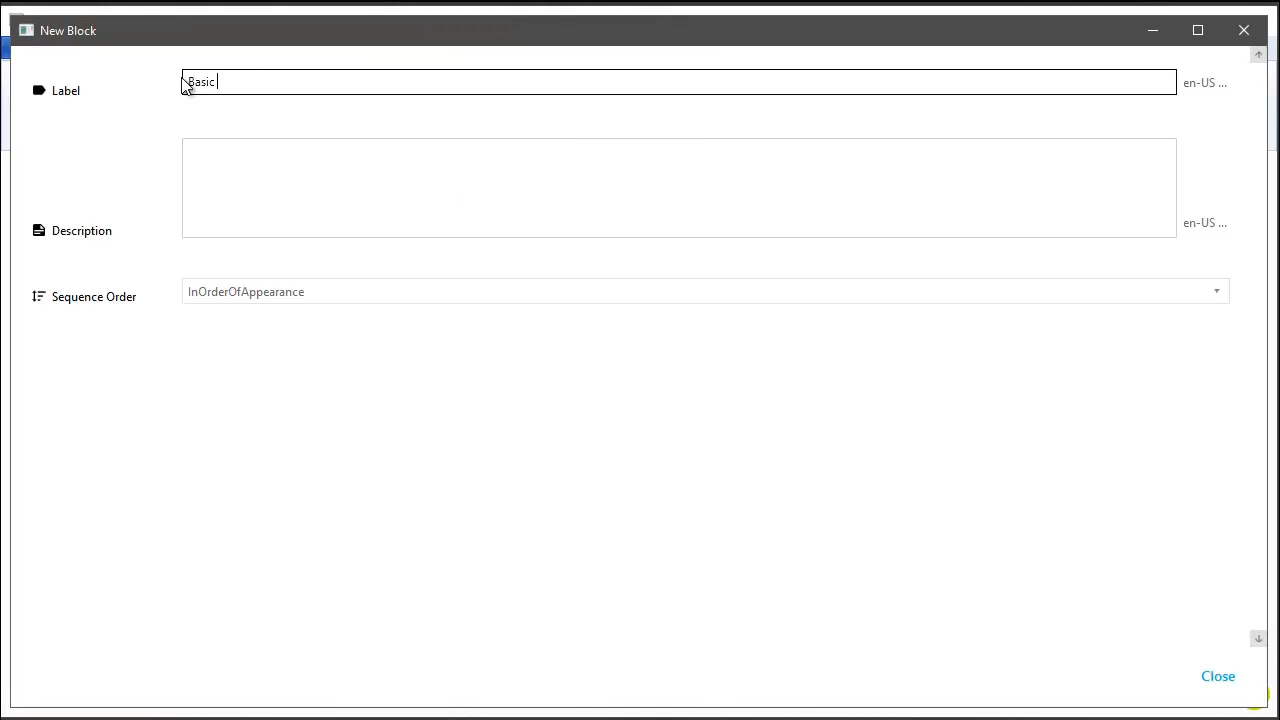 New Block
Label
Basic
en-US ...
Description
en-US ...
Sequence Order
InOrderOfAppearance
Close